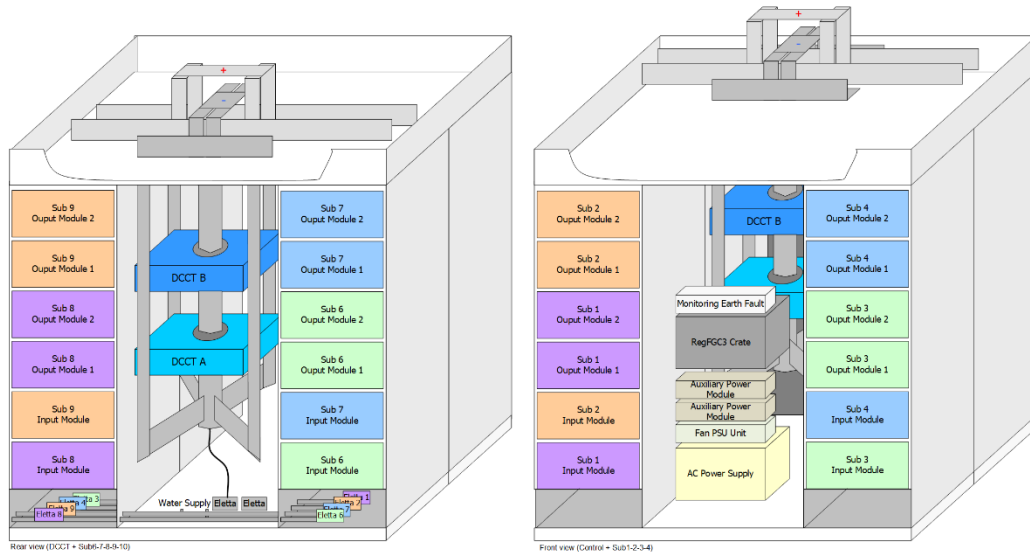 +
-
Sub 9
Ouput Module 2
Sub 9
Ouput Module 1
Sub 8
Ouput Module 2
Sub 8
Ouput Module 1
Sub 9
Input Module
Sub 8
Input Module
DCCT B
DCCT A
Sub 7
Ouput Module 2
Sub 7
Ouput Module 1
Sub 6
Ouput Module 2
Sub 6
Ouput Module 1
Sub 7
Input Module
Sub 6
Input Module
Eletta 3
Eletta 4
Eletta 9
Eletta 8
Water Supply
Eletta
Eletta
Eletta 1
Eletta 2
Eletta 7
Eletta 6
Rear view (DCCT + Sub6-7-8-9-10)
+
-
Sub 2
Ouput Module 2
Sub 2
Ouput Module 1
Sub 1
Ouput Module 2
Sub 1
Ouput Module 1
Sub 2
Input Module
Sub 1
Input Module
DCCT B
Monitoring Earth Fault
RegFGC3 Crate
Auxiliary Power
Module
Auxiliary Power
Module
Fan PSU Unit
AC Power Supply
Sub 4
Ouput Module 2
Sub 4
Ouput Module 1
Sub 3
Ouput Module 2
Sub 3
Ouput Module 1
Sub 4
Input Module
Sub 3
Input Module
Front view (Control + Sub1-2-3-4)